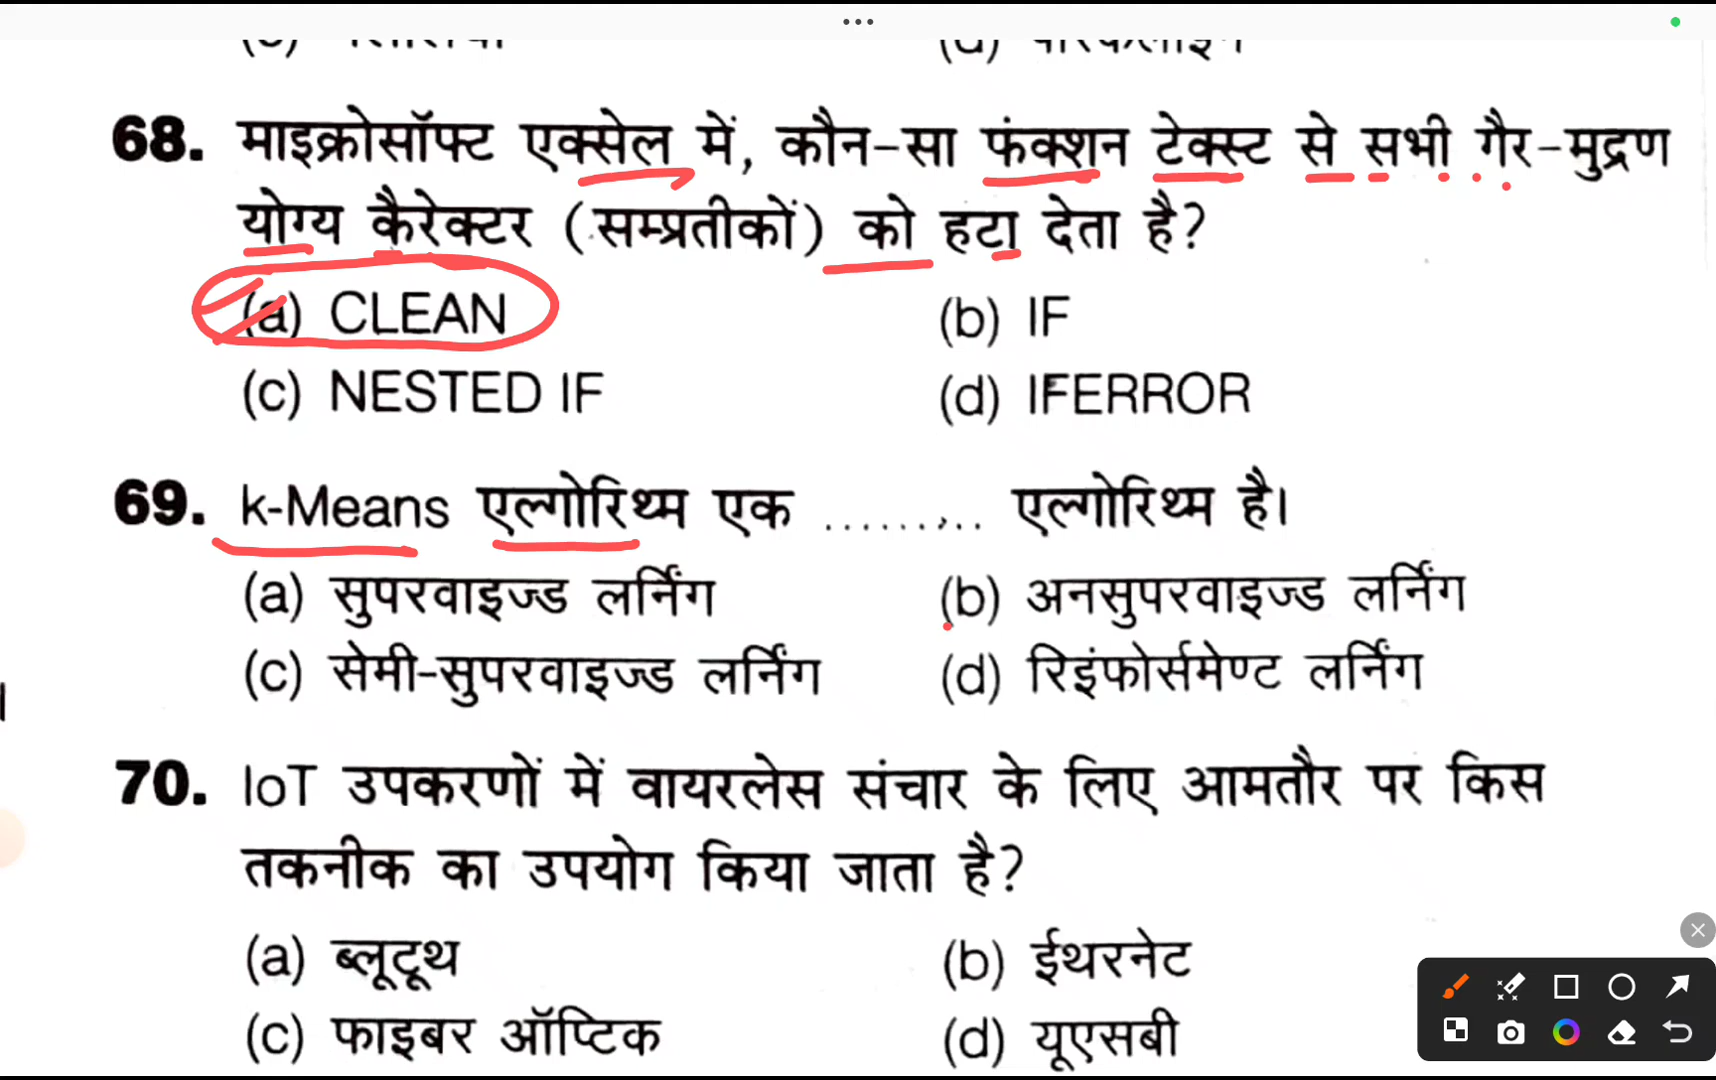 68. माइक्रोसॉफ्ट एक्सेल में, कौन-सा फंक्शन टेक्स्ट से सभी गैर-मुद्रण
योग्य कैरेक्टर (सम्प्रतीकों) को हटा देता है?
(a) CLEAN (b) IF
(c) NESTED IF (d) IFERROR
69. k-Means एल्गोरिथ्म एक ......... एल्गोरिथ्म है।
(a) सुपरवाइज्ड लर्निंग (b) अनसुपरवाइज्ड लर्निंग
(c) सेमी-सुपरवाइज्ड लर्निंग (d) रिइंफोर्समेण्ट लर्निंग
70. IoT उपकरणों में वायरलेस संचार के लिए आमतौर पर किस
तकनीक का उपयोग किया जाता है?
(a) ब्लूटूथ (b) ईथरनेट
(c) फाइबर ऑप्टिक (d) यूएसबी